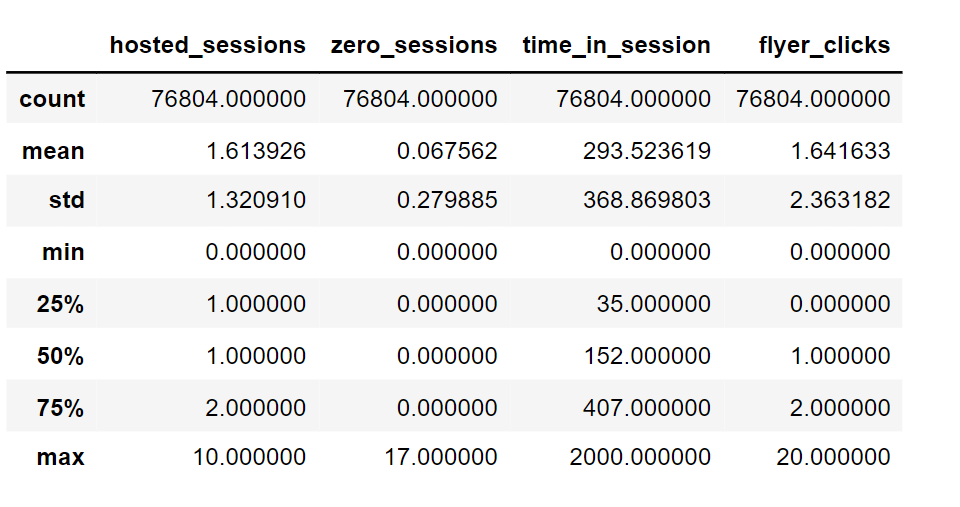 hosted_sessions zero_sessions time_in_session flyer_clicks
count 76804.000000 76804.000000 76804.000000 76804.000000
mean 1.613926 0.067562 293.523619 1.641633
std 1.320910 0.279885 368.869803 2.363182
min 0.000000 0.000000 0.000000 0.000000
25% 1.000000 0.000000 35.000000 0.000000
50% 1.000000 0.000000 152.000000 1.000000
75% 2.000000 0.000000 407.000000 2.000000
max 10.000000 17.000000 2000.000000 20.000000